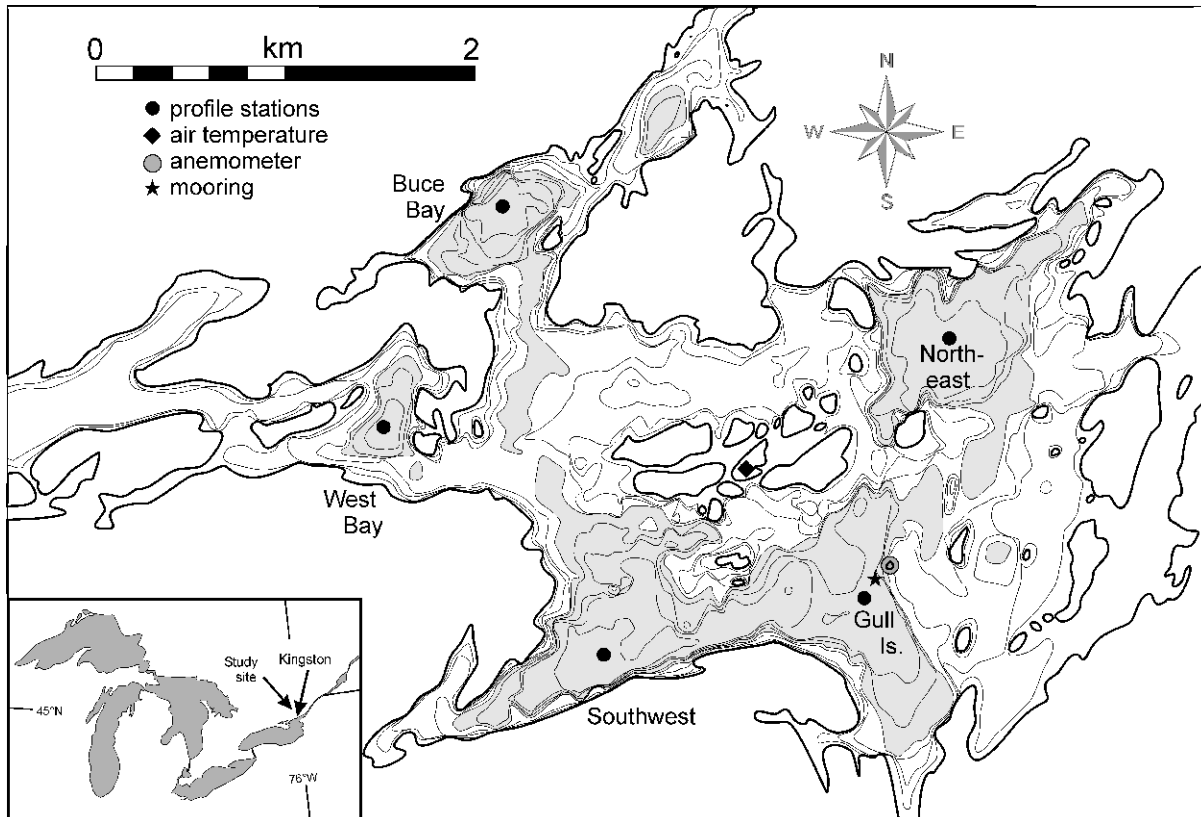 0 km 2
profile stations
air temperature
anemometer
mooring
N
W E
S
Buce
Bay
North-
east
West
Bay
Gull
Is.
Southwest
Study
site
Kingston
45°N
76°W